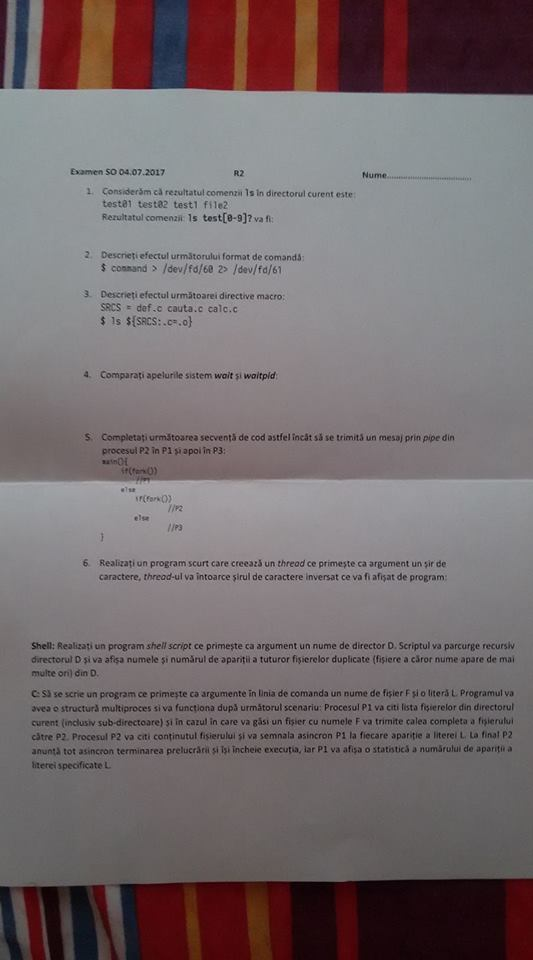 Examen SO 04.07.2017 R2 Nume....................................
1. Considerăm că rezultatul comenzii ls în directorul curent este:
test01 test02 test1 file2
Rezultatul comenzii: ls test[0-9]? va fi:
2. Descrieți efectul următorului format de comandă:
$ command > /dev/fd/60 2> /dev/fd/61
3. Descrieți efectul următoarei directive macro:
SRCS = def.c cauta.c calc.c
$ ls ${SRCS:.c=.o}
4. Comparați apelurile sistem wait și waitpid:
5. Completați următoarea secvență de cod astfel încât să se trimită un mesaj prin pipe din
procesul P2 în P1 și apoi în P3:
main(){
if(fork())
//P1
else
if(fork())
//P2
else
//P3
}
6. Realizați un program scurt care creează un thread ce primește ca argument un șir de
caractere, thread-ul va întoarce șirul de caractere inversat ce va fi afișat de program:
Shell: Realizați un program shell script ce primește ca argument un nume de director D. Scriptul va parcurge recursiv
directorul D și va afișa numele și numărul de apariții a tuturor fișierelor duplicate (fișiere a căror nume apare de mai
multe ori) din D.
C: Să se scrie un program ce primește ca argumente în linia de comanda un nume de fișier F și o literă L. Programul va
avea o structură multiproces si va funcționa după următorul scenariu: Procesul P1 va citi lista fișierelor din directorul
curent (inclusiv sub-directoare) și în cazul în care va găsi un fișier cu numele F va trimite calea completa a fișierului
către P2. Procesul P2 va citi conținutul fișierului și va semnala asincron P1 la fiecare apariție a literei L. La final P2
anunță tot asincron terminarea prelucrării și își încheie execuția, iar P1 va afișa o statistică a numărului de apariții a
literei specificate L.